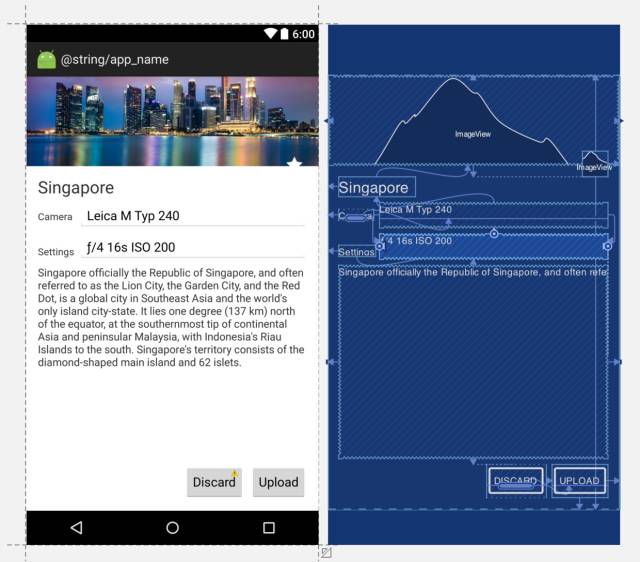 6:00
@string/app_name
Singapore
Camera
Leica M Typ 240
Settings
ƒ/4 16s ISO 200
Singapore officially the Republic of Singapore, and often
referred to as the Lion City, the Garden City, and the Red
Dot, is a global city in Southeast Asia and the world's
only island city-state. It lies one degree (137 km) north
of the equator, at the southernmost tip of continental
Asia and peninsular Malaysia, with Indonesia's Riau
Islands to the south. Singapore's territory consists of the
diamond-shaped main island and 62 islets.
Discard
Upload
ImageView
ImageView
Singapore
Leica M Typ 240
ƒ/4 16s ISO 200
Settings
Singapore officially the Republic of Singapore, and often refe
DISCARD
UPLOAD